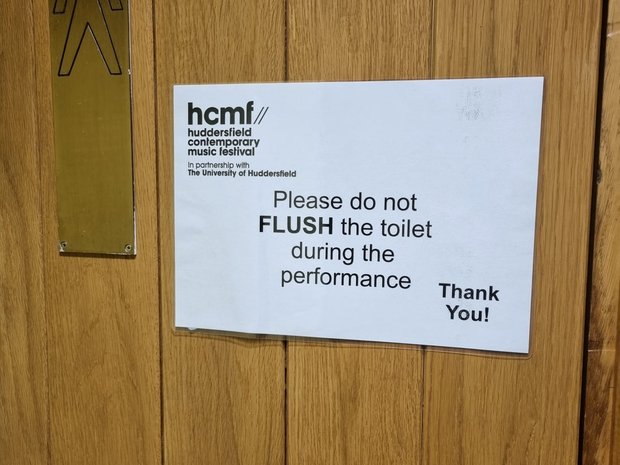 hcmf//
huddersfield
contemporary
music festival
In partnership with
The University of Huddersfield
Please do not
FLUSH the toilet
during the
performance
Thank
You!